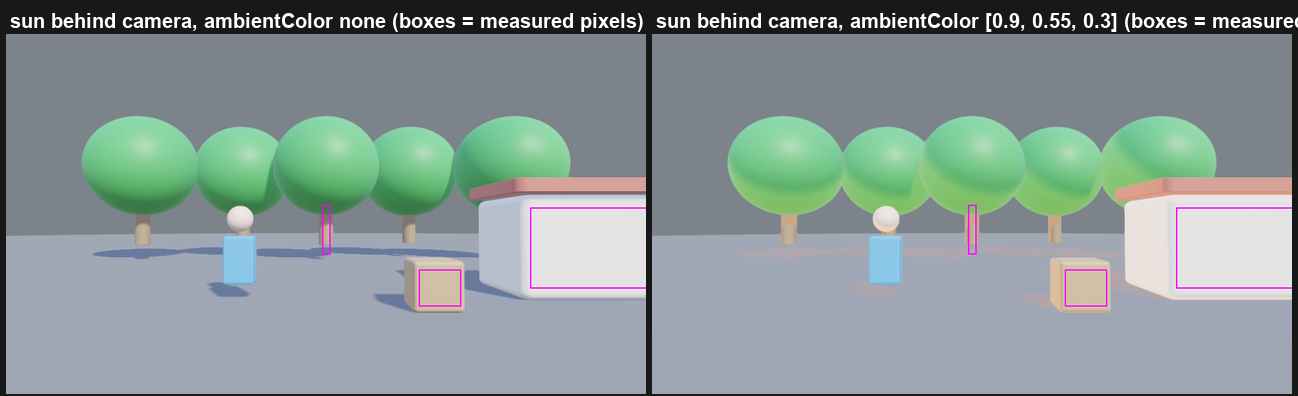 sun behind camera, ambientColor none (boxes = measured pixels)
sun behind camera, ambientColor [0.9, 0.55, 0.3] (boxes = measured